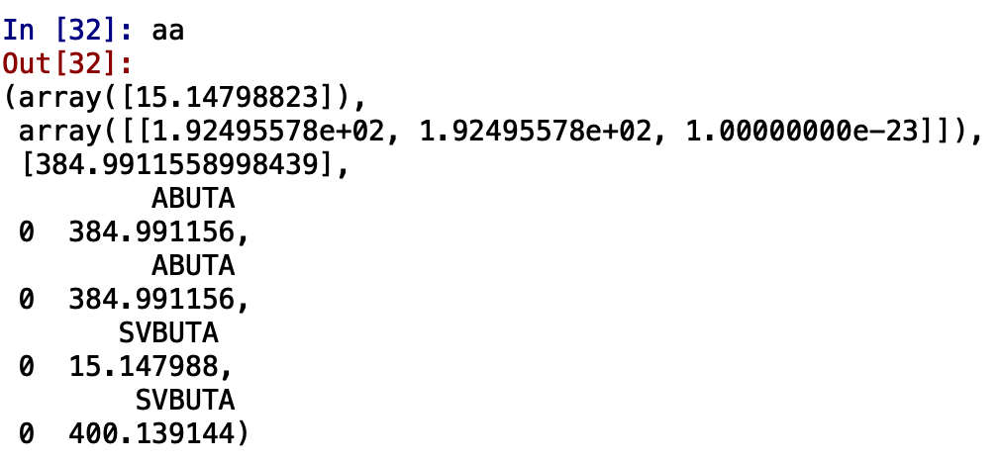 In [32]: aa
Out[32]:
(array([15.14798823]),
 array([[1.92495578e+02, 1.92495578e+02, 1.00000000e-23]]),
 [384.9911558998439],
         ABUTA
 0  384.991156,
         ABUTA
 0  384.991156,
       SVBUTA
 0  15.147988,
        SVBUTA
 0  400.139144)